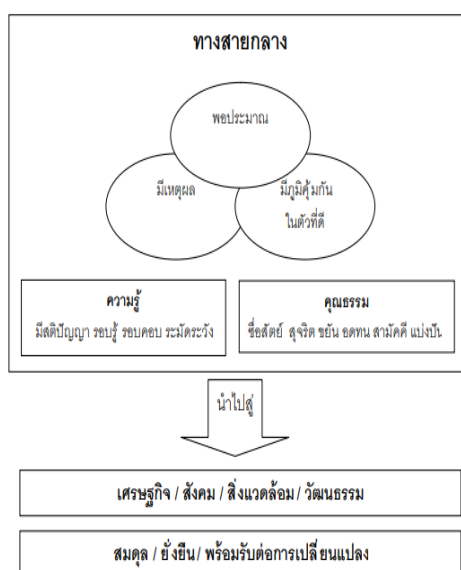 ทางสายกลาง
พอประมาณ
มีเหตุผล
มีภูมิคุ้มกัน
ในตัวที่ดี
ความรู้
มีสติปัญญา รอบรู้ รอบคอบ ระมัดระวัง
คุณธรรม
ซื่อสัตย์ สุจริต ขยัน อดทน สามัคคี แบ่งปัน
นำไปสู่
เศรษฐกิจ / สังคม / สิ่งแวดล้อม / วัฒนธรรม
สมดุล / ยั่งยืน / พร้อมรับต่อการเปลี่ยนแปลง